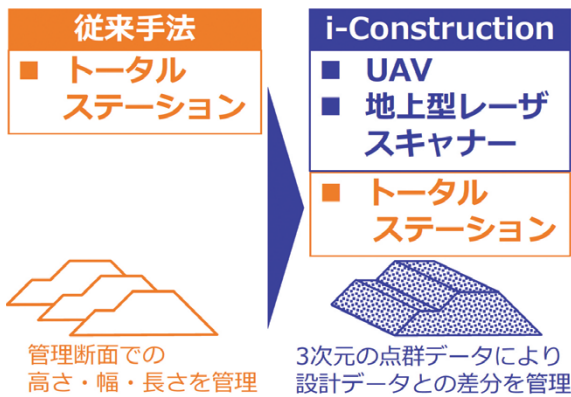 従来手法
■ トータル
ステーション
管理断面での
高さ・幅・長さを管理
i-Construction
■ UAV
■ 地上型レーザ
スキャナー
■ トータル
ステーション
3次元の点群データにより
設計データとの差分を管理